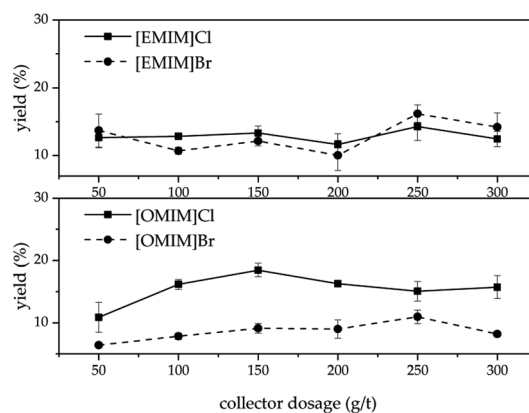 30
[EMIM]Cl
[EMIM]Br
20
yield (%)
10
50 100 150 200 250 300
30
[OMIM]Cl
[OMIM]Br
20
yield (%)
10
50 100 150 200 250 300
collector dosage (g/t)